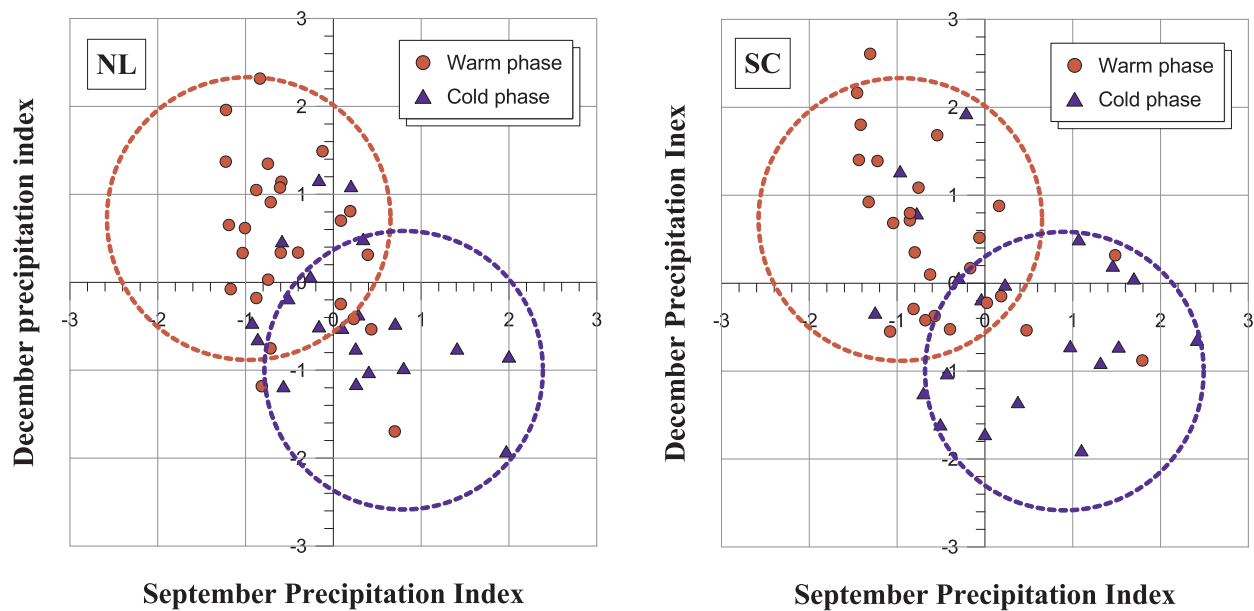 NL
Warm phase
Cold phase
3
2
1
0
-1
-2
-3
-3
-2
-1
0
1
2
3
December precipitation index
September Precipitation Index
SC
Warm phase
Cold phase
3
2
1
0
-1
-2
-3
-3
-2
-1
0
1
2
3
December Precipitation Inex
September Precipitation Index